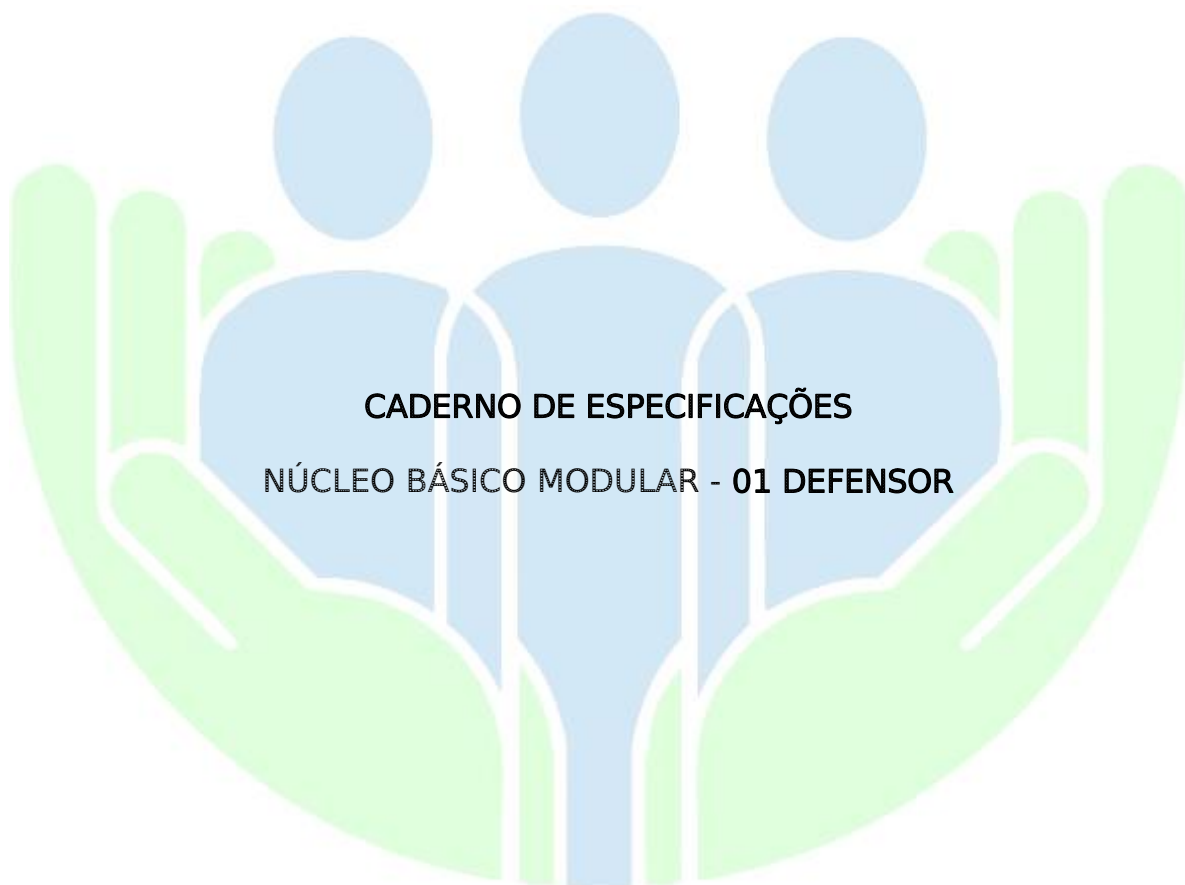 CADERNO DE ESPECIFICAÇÕES
NÚCLEO BÁSICO MODULAR - 01 DEFENSOR